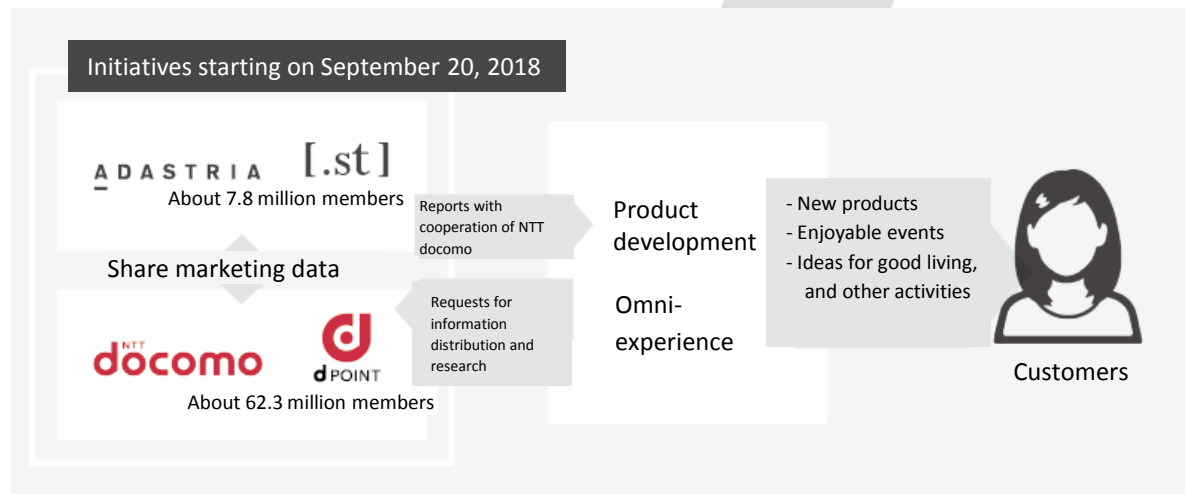 Initiatives starting on September 20, 2018
ADASTRIA
[.st]
About 7.8 million members
Share marketing data
NTT
döcomo
d
d POINT
About 62.3 million members
Reports with
cooperation of NTT
docomo
Requests for
information
distribution and
research
Product
development
Omni-
experience
- New products
- Enjoyable events
- Ideas for good living,
and other activities
Customers